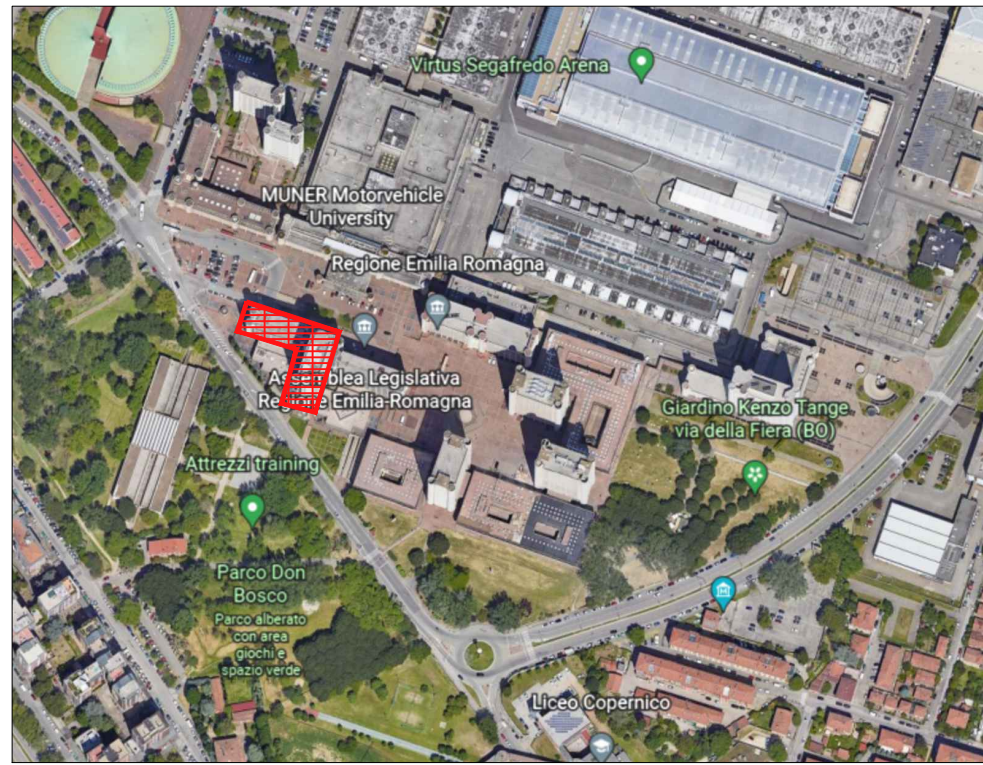 Virtus Segafredo Arena
MUNER Motorvehicle
University
Regione Emilia Romagna
Assemblea Legislativa
Regione Emilia-Romagna
Giardino Kenzo Tange
via della Fiera (BO)
Attrezzi training
Parco Don
Bosco
Parco alberato
con area
giochi e
spazio verde
Liceo Copernico